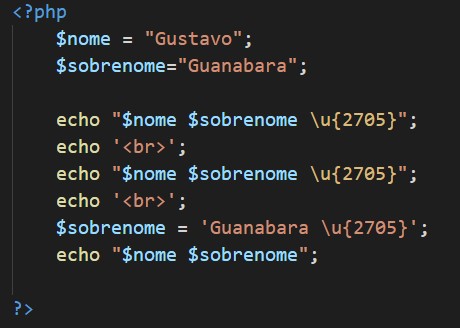 <?php
$nome = "Gustavo";
$sobrenome="Guanabara";
echo "$nome $sobrenome \u{2705}";
echo '<br>';
echo "$nome $sobrenome \u{2705}";
echo '<br>';
$sobrenome = 'Guanabara \u{2705}';
echo "$nome $sobrenome";
?>